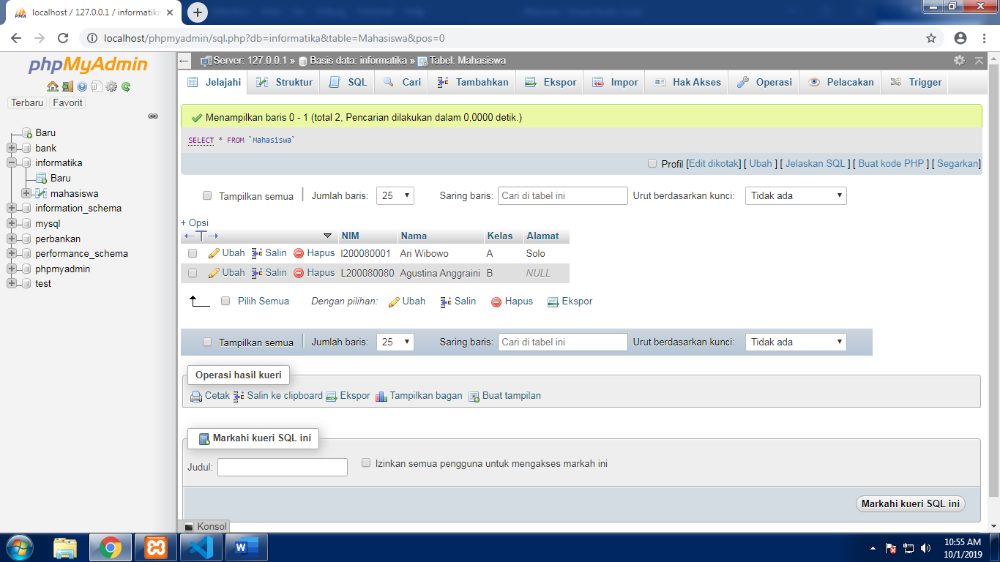 localhost / 127.0.0.1 / informatika
localhost/phpmyadmin/sql.php?db=informatika&table=Mahasiswa&pos=0
phpMyAdmin
Terbaru Favorit
Baru
bank
informatika
Baru
mahasiswa
information_schema
mysql
perbankan
performance_schema
phpmyadmin
test
Server: 127.0.0.1 » Basis data: informatika » Tabel: Mahasiswa
Jelajahi Struktur SQL Cari Tambahkan Ekspor Impor Hak Akses Operasi Pelacakan Trigger
Menampilkan baris 0 - 1 (total 2, Pencarian dilakukan dalam 0,0000 detik.)
SELECT * FROM `Mahasiswa`
Profil [Edit dikotak] [ Ubah ] [ Jelaskan SQL ] [ Buat kode PHP ] [ Segarkan]
Tampilkan semua | Jumlah baris: 25 Saring baris: Cari di tabel ini Urut berdasarkan kunci: Tidak ada
+ Opsi
←T→ NIM Nama Kelas Alamat
Ubah Salin Hapus l200080001 Ari Wibowo A Solo
Ubah Salin Hapus L200080080 Agustina Anggraini B NULL
Pilih Semua Dengan pilihan: Ubah Salin Hapus Ekspor
Tampilkan semua | Jumlah baris: 25 Saring baris: Cari di tabel ini Urut berdasarkan kunci: Tidak ada
Operasi hasil kueri
Cetak Salin ke clipboard Ekspor Tampilkan bagan Buat tampilan
Markahi kueri SQL ini
Judul: Izinkan semua pengguna untuk mengakses markah ini
Markahi kueri SQL ini
Konsol
10:55 AM
10/1/2019